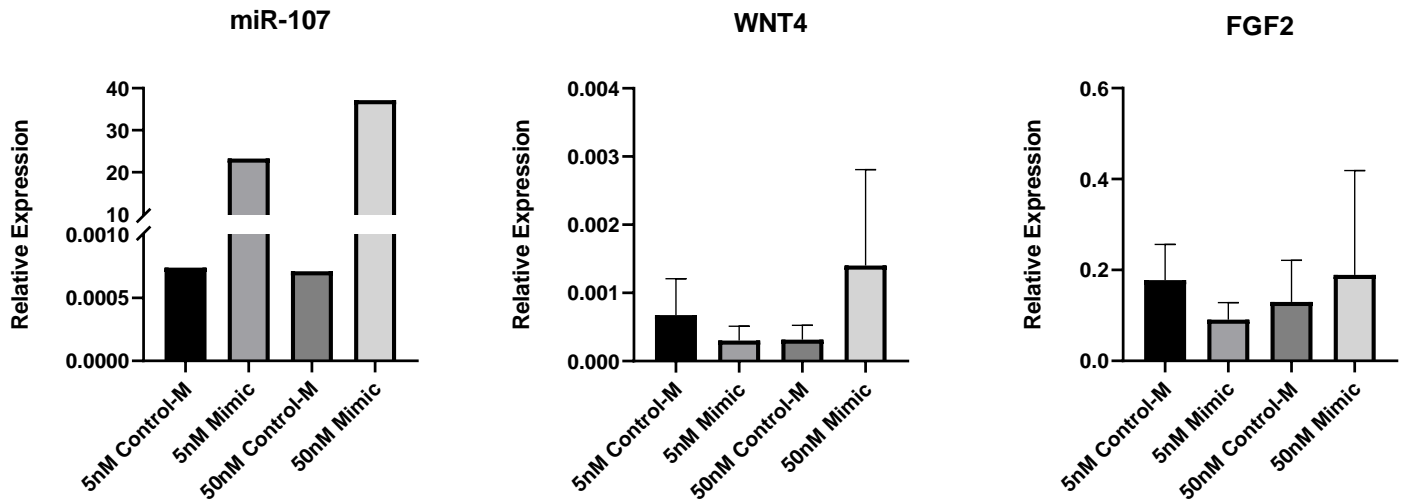 miR-107
Relative Expression
40
30
20
10
0.0010
0.0005
0.0000
5nM Control-M
5nM Mimic
50nM Control-M
50nM Mimic
WNT4
Relative Expression
0.004
0.003
0.002
0.001
0.000
5nM Control-M
5nM Mimic
50nM Control-M
50nM Mimic
FGF2
Relative Expression
0.6
0.4
0.2
0.0
5nM Control-M
5nM Mimic
50nM Control-M
50nM Mimic